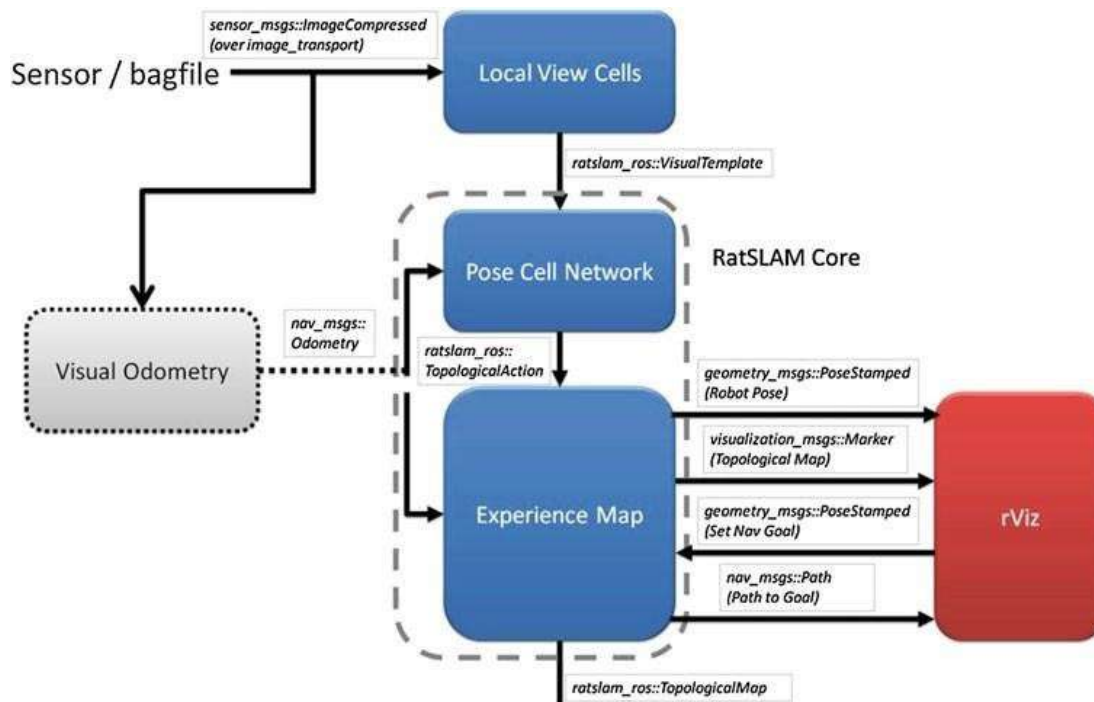 sensor_msgs::ImageCompressed
(over image_transport)
Sensor / bagfile
Local View Cells
ratslam_ros::VisualTemplate
Pose Cell Network
RatSLAM Core
nav_msgs::
Odometry
ratslam_ros::
TopologicalAction
Visual Odometry
geometry_msgs::PoseStamped
(Robot Pose)
visualization_msgs::Marker
(Topological Map)
Experience Map
geometry_msgs::PoseStamped
(Set Nav Goal)
rViz
nav_msgs::Path
(Path to Goal)
ratslam_ros::TopologicalMap